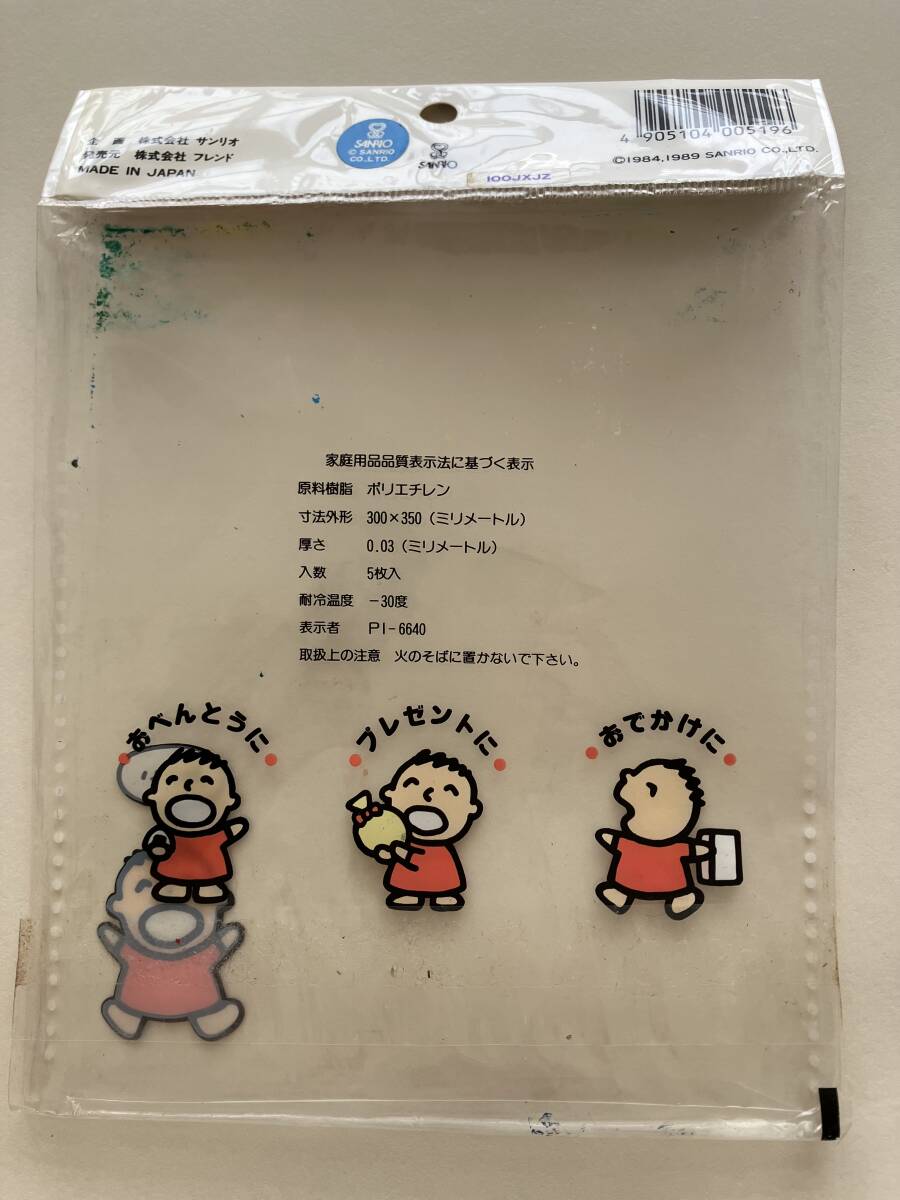 企　画　株式会社 サンリオ
発売元　株式会社 フレンド
MADE IN JAPAN
SANRIO
© SANRIO
CO.,LTD.
SANRIO
100JXJZ
4 905104 005196
©1984,1989 SANRIO CO.,LTD.
家庭用品品質表示法に基づく表示
原料樹脂　ポリエチレン
寸法外形　300×350（ミリメートル）
厚さ　0.03（ミリメートル）
入数　5枚入
耐冷温度　−30度
表示者　PI-6640
取扱上の注意　火のそばに置かないで下さい。
おべんとうに
プレゼントに
おでかけに